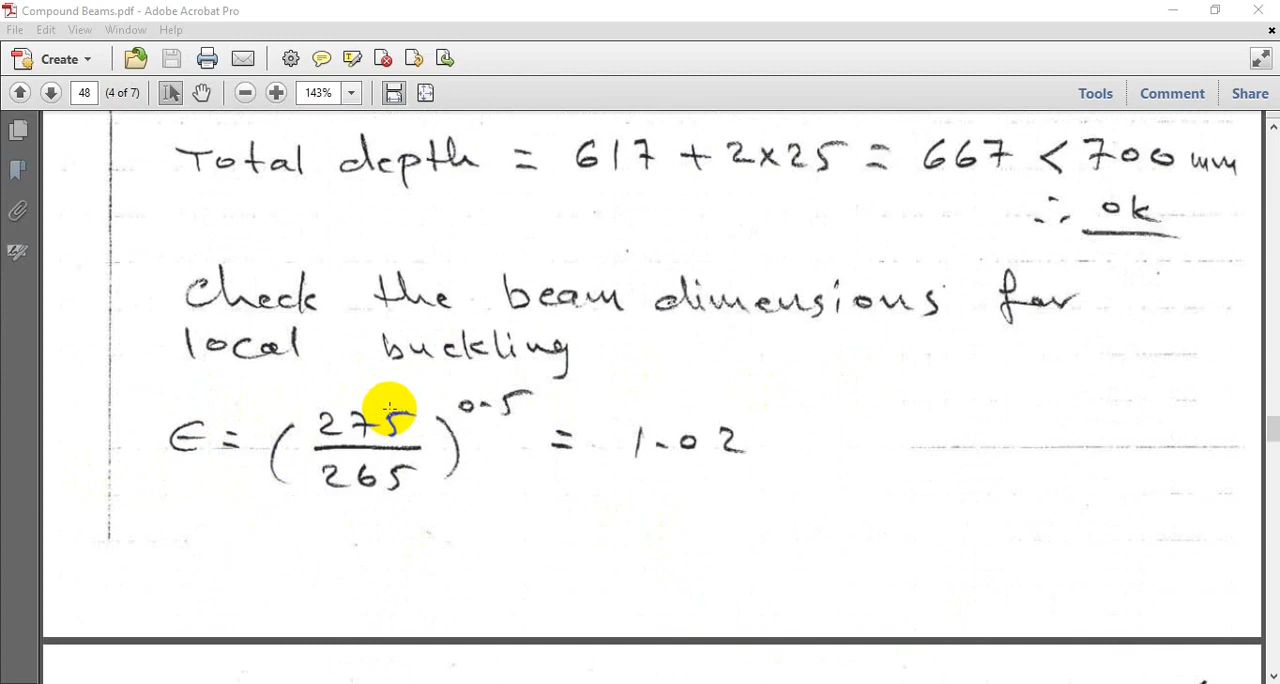 Compound Beams.pdf - Adobe Acrobat Pro
File Edit View Window Help
Create
48 (4 of 7) 143% Tools Comment Share
Total depth = 617 + 2x25 = 667 < 700 mm
∴ ok
Check the beam dimensions for
local buckling
ϵ = (275/265)^0.5 = 1.02